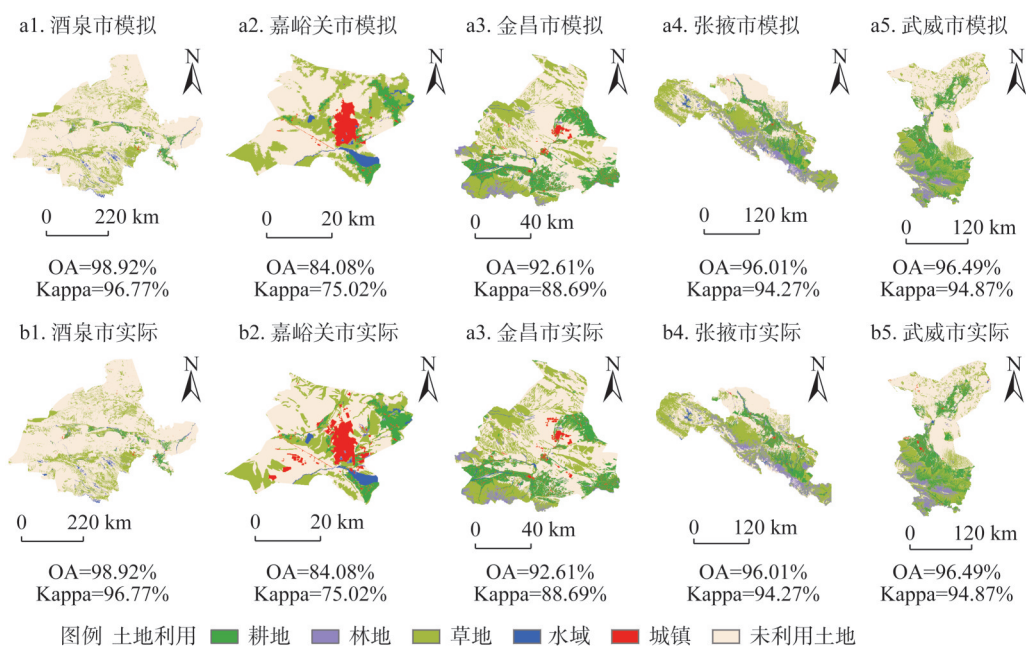 a1. 酒泉市模拟 a2. 嘉峪关市模拟 a3. 金昌市模拟 a4. 张掖市模拟 a5. 武威市模拟
N N N N N
0 220 km 0 20 km 0 40 km 0 120 km 0 120 km
OA=98.92% OA=84.08% OA=92.61% OA=96.01% OA=96.49%
Kappa=96.77% Kappa=75.02% Kappa=88.69% Kappa=94.27% Kappa=94.87%
b1. 酒泉市实际 b2. 嘉峪关市实际 a3. 金昌市实际 b4. 张掖市实际 b5. 武威市实际
N N N N N
0 220 km 0 20 km 0 40 km 0 120 km 0 120 km
OA=98.92% OA=84.08% OA=92.61% OA=96.01% OA=96.49%
Kappa=96.77% Kappa=75.02% Kappa=88.69% Kappa=94.27% Kappa=94.87%
图例 土地利用 耕地 林地 草地 水域 城镇 未利用土地